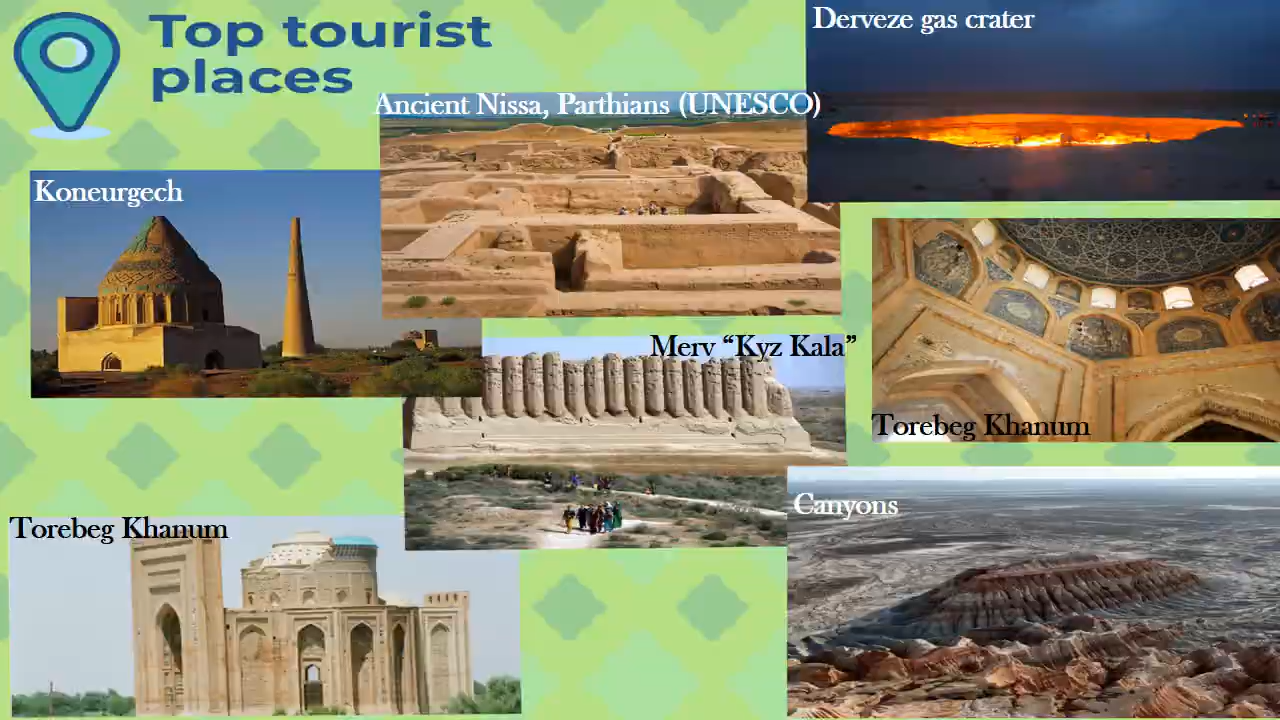 Top tourist
places
Derveze gas crater
Ancient Nissa, Parthians (UNESCO)
Koneurgech
Merv “Kyz Kala”
Torebeg Khanum
Canyons
Torebeg Khanum